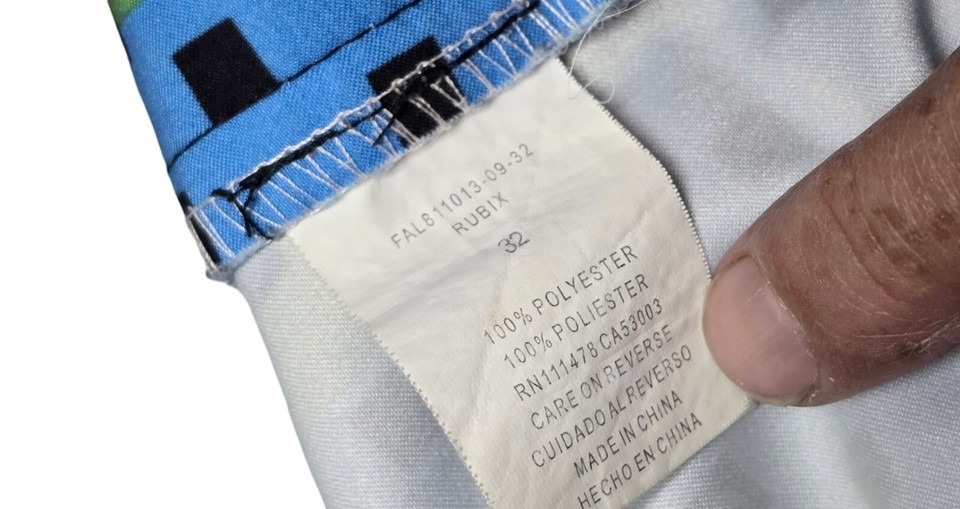 FAL811013-09-32
RUBIX
32
100% POLYESTER
100% POLIESTER
RN111478 CA53003
CARE ON REVERSE
CUIDADO AL REVERSO
MADE IN CHINA
HECHO EN CHINA